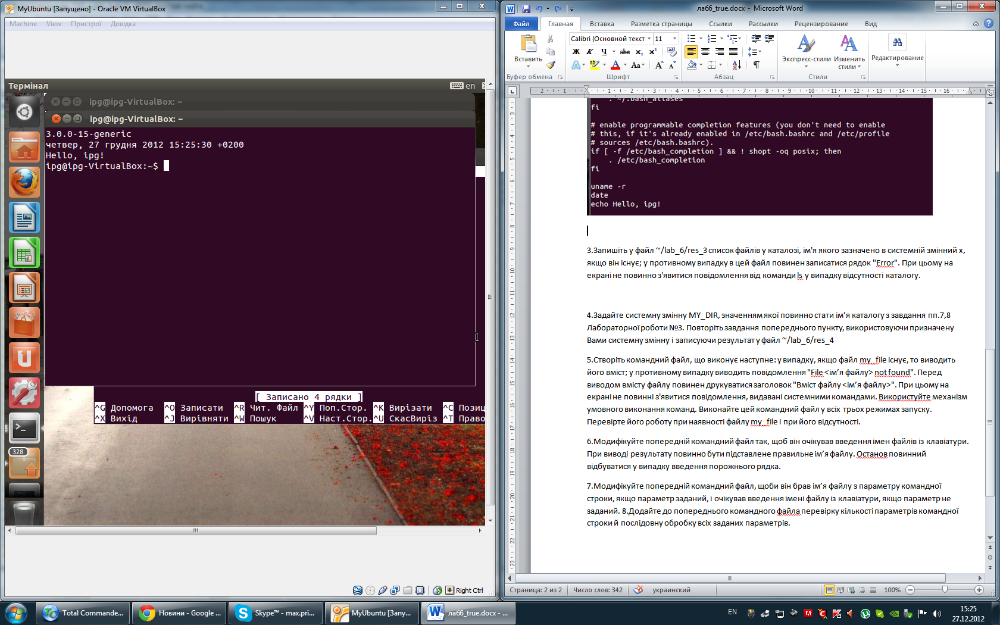 MyUbuntu [Запущено] - Oracle VM VirtualBox
Machine View Пристрої Довідка
Термінал
en
ipg@ipg-VirtualBox: ~
ipg@ipg-VirtualBox: ~
3.0.0-15-generic
четвер, 27 грудня 2012 15:25:30 +0200
Hello, ipg!
ipg@ipg-VirtualBox:~$
[ Записано 4 рядки ]
^G Допомога ^O Записати ^R Чит. Файл ^Y Поп.Стор. ^K Вирізати ^C Позиц
^X Вихід ^J Вирівняти ^W Пошук ^V Наст.Стор. ^U СкасВиріз ^T Право
328
Right Ctrl
лаб6_true.docx - Microsoft Word
Файл Главная Вставка Разметка страницы Ссылки Рассылки Рецензирование Вид
Вставить
Буфер обмена
Calibri (Основной текст 11
Ж К Ч abc x₂ x²
Шрифт
Абзац
Экспресс-стили
Изменить стили
Стили
Редактирование
. ~/.bash_aliases
fi
# enable programmable completion features (you don't need to enable
# this, if it's already enabled in /etc/bash.bashrc and /etc/profile
# sources /etc/bash.bashrc).
if [ -f /etc/bash_completion ] && ! shopt -oq posix; then
. /etc/bash_completion
fi
uname -r
date
echo Hello, ipg!
3.Запишіть у файл ~/lab_6/res_3 список файлів у каталозі, ім'я якого зазначено в системній змінний x,
якщо він існує; у противному випадку в цей файл повинен записатися рядок "Error". При цьому на
екрані не повинно з'явитися повідомлення від команди ls у випадку відсутності каталогу.
4.Задайте системну змінну MY_DIR, значенням якої повинно стати ім’я каталогу з завдання пп.7,8
Лабораторної роботи №3. Повторіть завдання попереднього пункту, використовуючи призначену
Вами системну змінну і записуючи результат у файл ~/lab_6/res_4
5.Створіть командний файл, що виконує наступне: у випадку, якщо файл my_file існує, то виводить
його вміст; у противному випадку виводить повідомлення "File <ім’я файлу> not found". Перед
виводом вмісту файлу повинен друкуватися заголовок "Вміст файлу <ім’я файлу>". При цьому на
екрані не повинні з'явитися повідомлення, видавані системними командами. Використуйте механізм
умовного виконання команд. Виконайте цей командний файл у всіх трьох режимах запуску.
Перевірте його роботу при наявності файлу my_file і при його відсутності.
6.Модифікуйте попередній командний файл так, щоб він очікував введення імен файлів із клавіатури.
При виводі результату повинно бути підставлене правильне ім’я файлу. Останов повинний
відбуватися у випадку введення порожнього рядка.
7.Модифікуйте попередній командний файл, щоби він брав ім’я файлу з параметру командної
строки, якщо параметр заданий, і очікував введення імені файлу із клавіатури, якщо параметр не
заданий. 8.Додайте до попереднього командного файла перевірку кількості параметрів командної
строки й послідовну обробку всіх заданих параметрів.
Страница: 2 из 2 Число слов: 342 украинский 100%
Total Commande... Новини - Google ... Skype™ - max.pri... MyUbuntu [Запу... лаб6_true.docx - ...
EN
15:25
27.12.2012